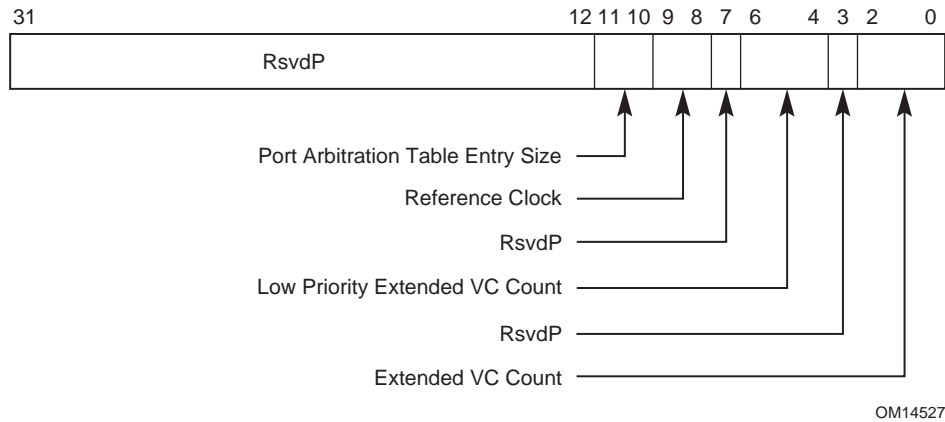 31 12 11 10 9 8 7 6 4 3 2 0
RsvdP
Port Arbitration Table Entry Size
Reference Clock
RsvdP
Low Priority Extended VC Count
RsvdP
Extended VC Count
OM14527